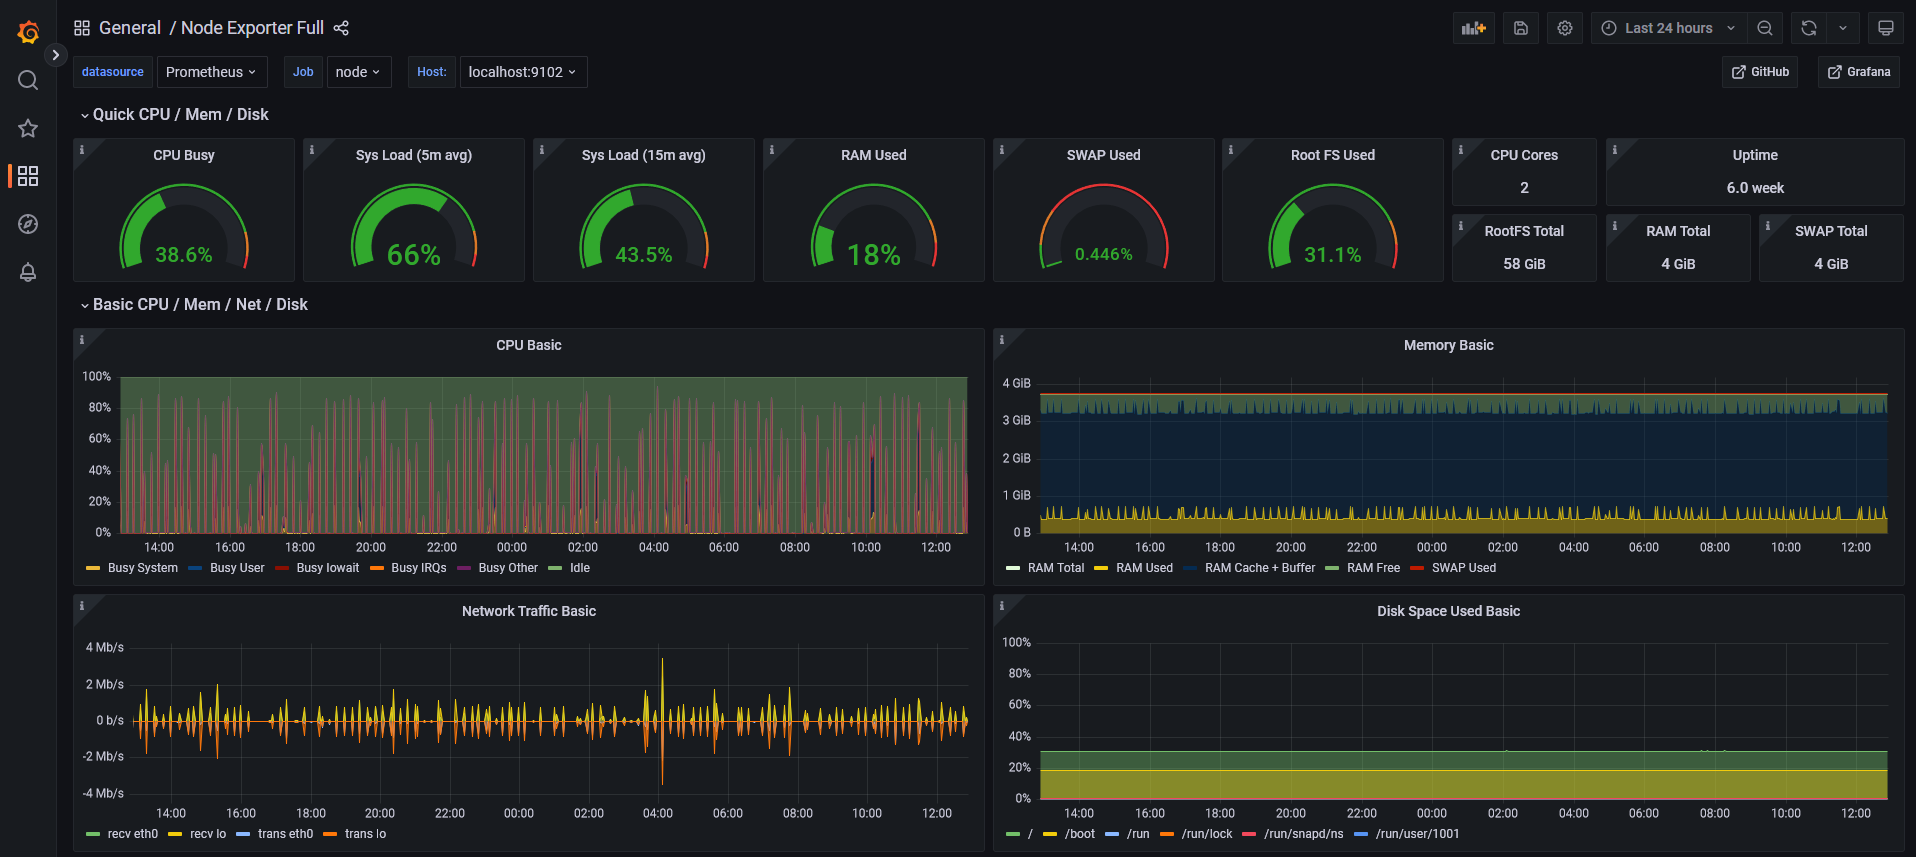 General / Node Exporter Full
Last 24 hours
datasource Prometheus Job node Host: localhost:9102 GitHub Grafana
Quick CPU / Mem / Disk
CPU Busy
38.6%
Sys Load (5m avg)
66%
Sys Load (15m avg)
43.5%
RAM Used
18%
SWAP Used
0.446%
Root FS Used
31.1%
CPU Cores
2
Uptime
6.0 week
RootFS Total
58 GiB
RAM Total
4 GiB
SWAP Total
4 GiB
Basic CPU / Mem / Net / Disk
CPU Basic
100%
80%
60%
40%
20%
0%
14:00 16:00 18:00 20:00 22:00 00:00 02:00 04:00 06:00 08:00 10:00 12:00
Busy System Busy User Busy Iowait Busy IRQs Busy Other Idle
Memory Basic
4 GiB
3 GiB
2 GiB
1 GiB
0 B
14:00 16:00 18:00 20:00 22:00 00:00 02:00 04:00 06:00 08:00 10:00 12:00
RAM Total RAM Used RAM Cache + Buffer RAM Free SWAP Used
Network Traffic Basic
4 Mb/s
2 Mb/s
0 b/s
-2 Mb/s
-4 Mb/s
14:00 16:00 18:00 20:00 22:00 00:00 02:00 04:00 06:00 08:00 10:00 12:00
recv eth0 recv lo trans eth0 trans lo
Disk Space Used Basic
100%
80%
60%
40%
20%
0%
14:00 16:00 18:00 20:00 22:00 00:00 02:00 04:00 06:00 08:00 10:00 12:00
/ /boot /run /run/lock /run/snapd/ns /run/user/1001